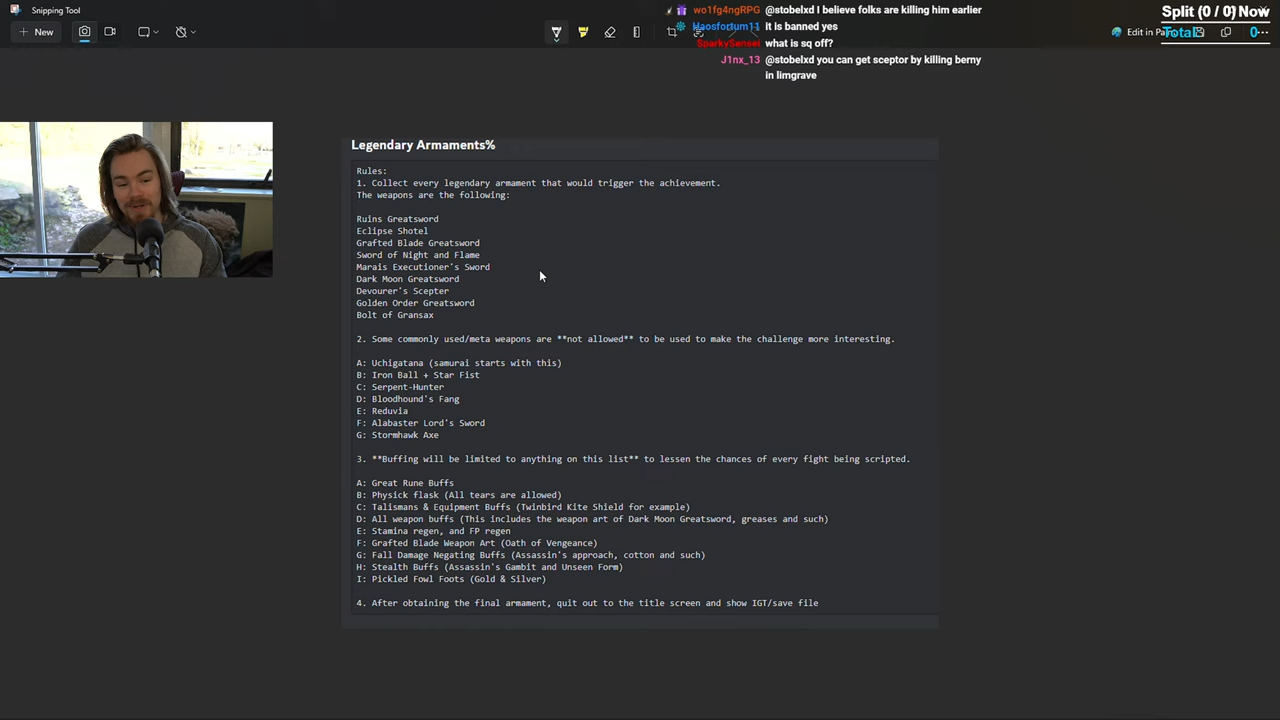 Snipping Tool
New
wo1fg4ngRPG @stobelxd I believe folks are killing him earlier
Haosfortum11 it is banned yes
SparkySensei what is sq off?
J1nx_13 @stobelxd you can get sceptor by killing berny
in limgrave
Split (0 / 0) Now
Total
0
Edit in
Legendary Armaments%
Rules:
1. Collect every legendary armament that would trigger the achievement.
The weapons are the following:
Ruins Greatsword
Eclipse Shotel
Grafted Blade Greatsword
Sword of Night and Flame
Marais Executioner's Sword
Dark Moon Greatsword
Devourer's Scepter
Golden Order Greatsword
Bolt of Gransax
2. Some commonly used/meta weapons are **not allowed** to be used to make the challenge more interesting.
A: Uchigatana (samurai starts with this)
B: Iron Ball + Star Fist
C: Serpent-Hunter
D: Bloodhound's Fang
E: Reduvia
F: Alabaster Lord's Sword
G: Stormhawk Axe
3. **Buffing will be limited to anything on this list** to lessen the chances of every fight being scripted.
A: Great Rune Buffs
B: Physick flask (All tears are allowed)
C: Talismans & Equipment Buffs (Twinbird Kite Shield for example)
D: All weapon buffs (This includes the weapon art of Dark Moon Greatsword, greases and such)
E: Stamina regen, and FP regen
F: Grafted Blade Weapon Art (Oath of Vengeance)
G: Fall Damage Negating Buffs (Assassin's approach, cotton and such)
H: Stealth Buffs (Assassin's Gambit and Unseen Form)
I: Pickled Fowl Foots (Gold & Silver)
4. After obtaining the final armament, quit out to the title screen and show IGT/save file